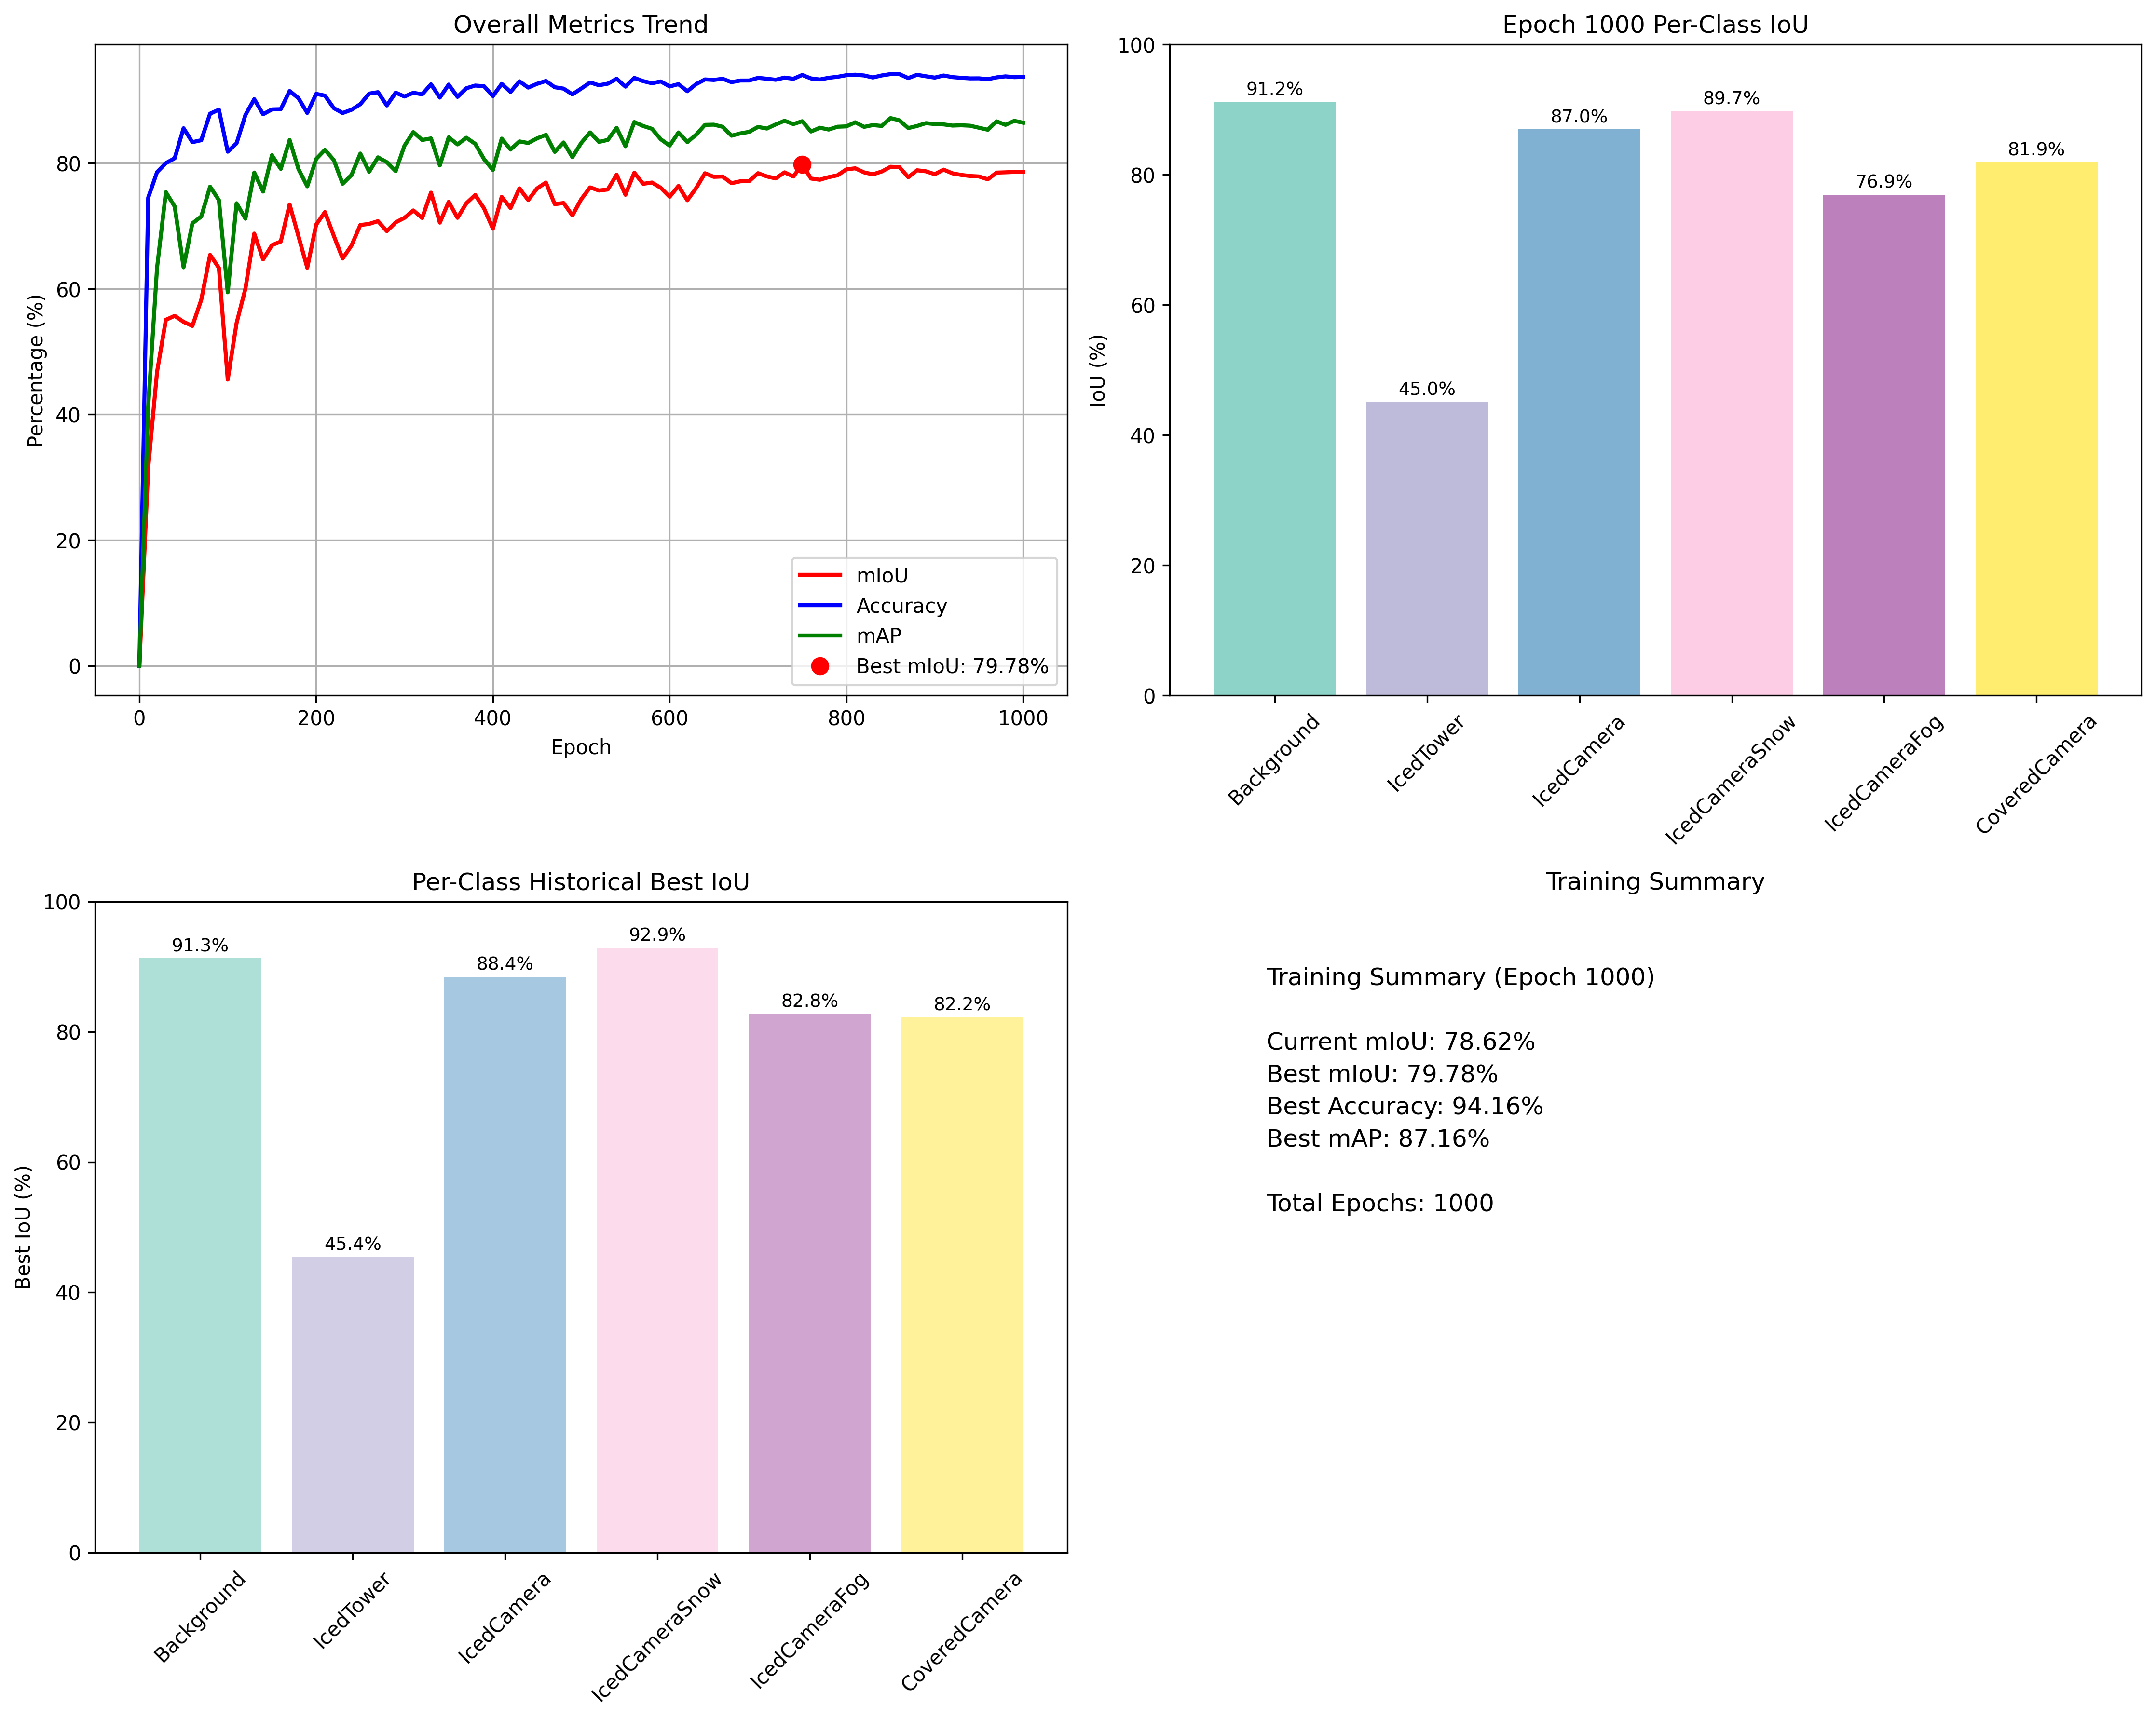 Overall Metrics Trend
Percentage (%)
80
60
40
20
0
0 200 400 600 800 1000
Epoch
mIoU
Accuracy
mAP
Best mIoU: 79.78%
Epoch 1000 Per-Class IoU
IoU (%)
100
80
60
40
20
0
91.2%
45.0%
87.0%
89.7%
76.9%
81.9%
Background
IcedTower
IcedCamera
IcedCameraSnow
IcedCameraFog
CoveredCamera
Per-Class Historical Best IoU
Best IoU (%)
100
80
60
40
20
0
91.3%
45.4%
88.4%
92.9%
82.8%
82.2%
Background
IcedTower
IcedCamera
IcedCameraSnow
IcedCameraFog
CoveredCamera
Training Summary
Training Summary (Epoch 1000)
Current mIoU: 78.62%
Best mIoU: 79.78%
Best Accuracy: 94.16%
Best mAP: 87.16%
Total Epochs: 1000